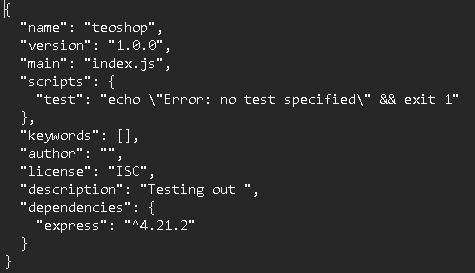 {
  "name": "teoshop",
  "version": "1.0.0",
  "main": "index.js",
  "scripts": {
    "test": "echo \"Error: no test specified\" && exit 1"
  },
  "keywords": [],
  "author": "",
  "license": "ISC",
  "description": "Testing out ",
  "dependencies": {
    "express": "^4.21.2"
  }
}